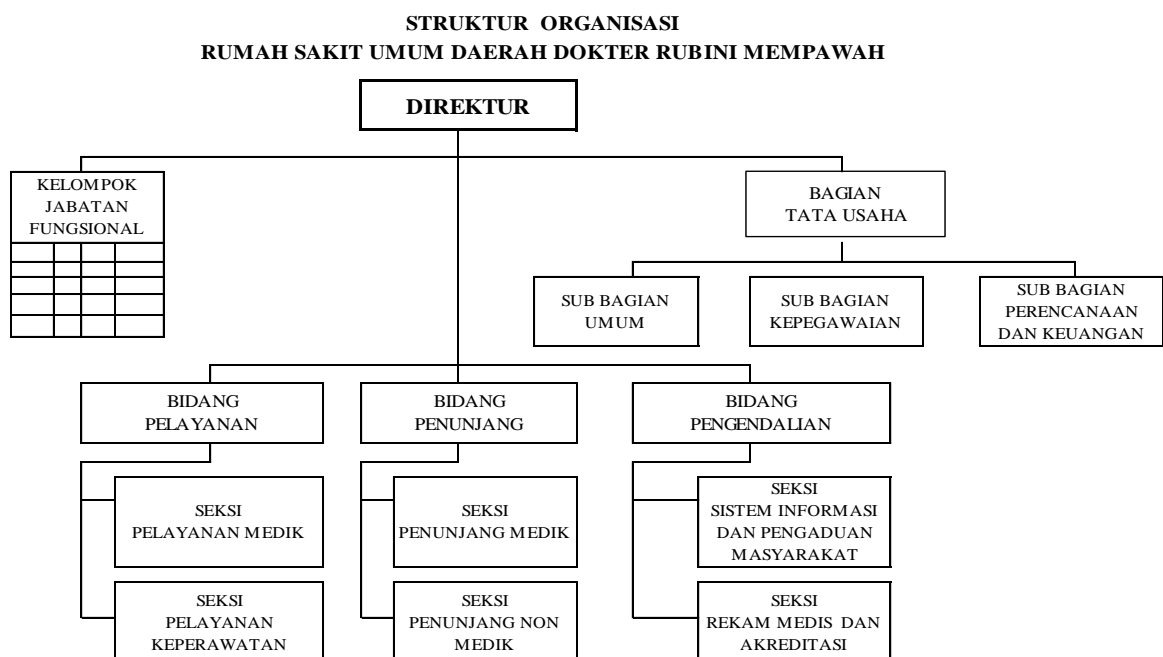 STRUKTUR ORGANISASI
RUMAH SAKIT UMUM DAERAH DOKTER RUBINI MEMPAWAH
DIREKTUR
KELOMPOK
JABATAN
FUNGSIONAL
BAGIAN
TATA USAHA
SUB BAGIAN
UMUM
SUB BAGIAN
KEPEGAWAIAN
SUB BAGIAN
PERENCANAAN
DAN KEUANGAN
BIDANG
PELAYANAN
BIDANG
PENUNJANG
BIDANG
PENGENDALIAN
SEKSI
PELAYANAN MEDIK
SEKSI
PENUNJANG MEDIK
SEKSI
SISTEM INFORMASI
DAN PENGADUAN
MASYARAKAT
SEKSI
PELAYANAN
KEPERAWATAN
SEKSI
PENUNJANG NON
MEDIK
SEKSI
REKAM MEDIS DAN
AKREDITASI